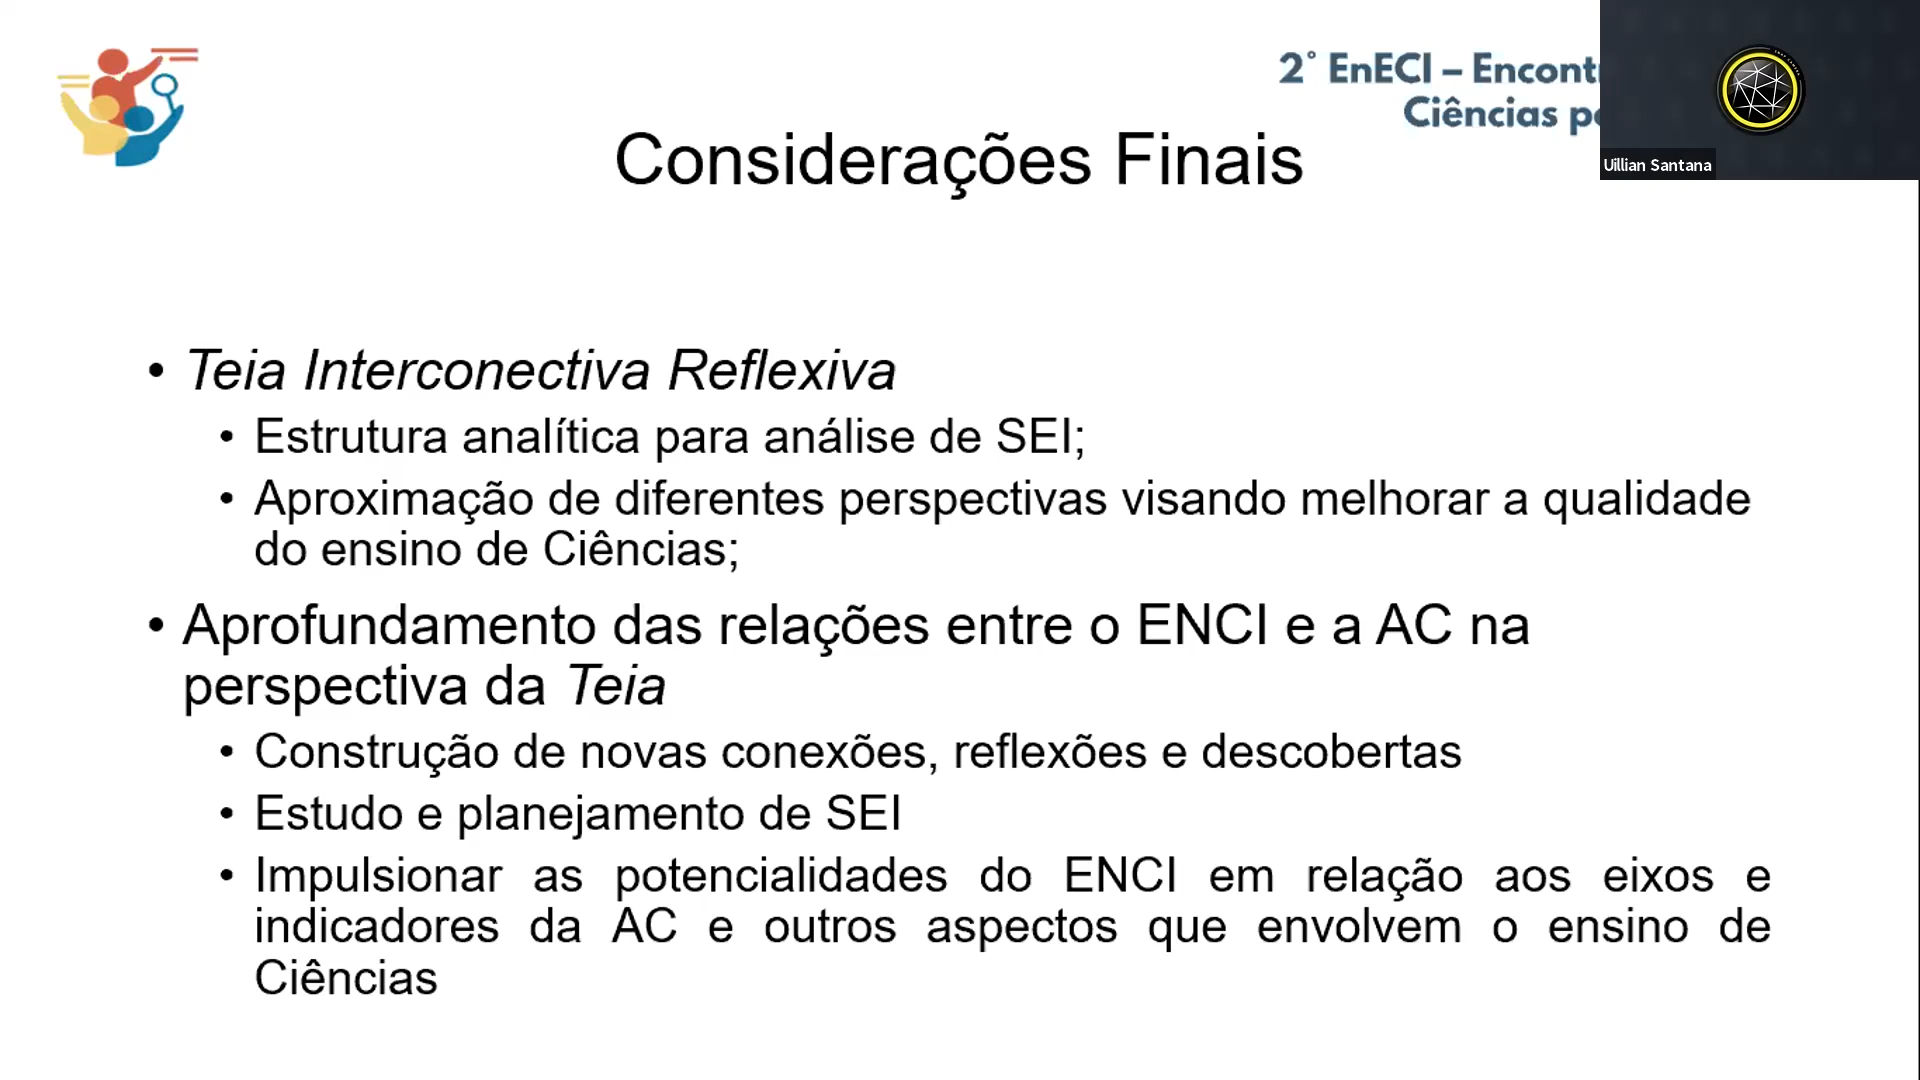 2° EnECI – Encontr
Ciências p
Uillian Santana
Considerações Finais
• Teia Interconectiva Reflexiva
• Estrutura analítica para análise de SEI;
• Aproximação de diferentes perspectivas visando melhorar a qualidade
do ensino de Ciências;
• Aprofundamento das relações entre o ENCI e a AC na
perspectiva da Teia
• Construção de novas conexões, reflexões e descobertas
• Estudo e planejamento de SEI
• Impulsionar as potencialidades do ENCI em relação aos eixos e
indicadores da AC e outros aspectos que envolvem o ensino de
Ciências